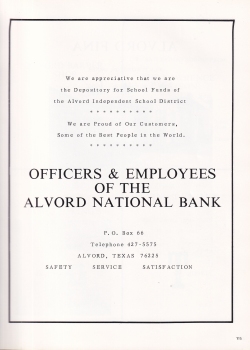 We are appreciative that we are
the Depository for School Funds of
the Alvord Independent School District
* * * * * * * * * *
We are Proud of Our Customers,
Some of the Best People in the World.
* * * * * * * * * *
OFFICERS & EMPLOYEES
OF THE
ALVORD NATIONAL BANK
P.O. Box 66
Telephone 427-5575
ALVORD, TEXAS 76225
SAFETY SERVICE SATISFACTION